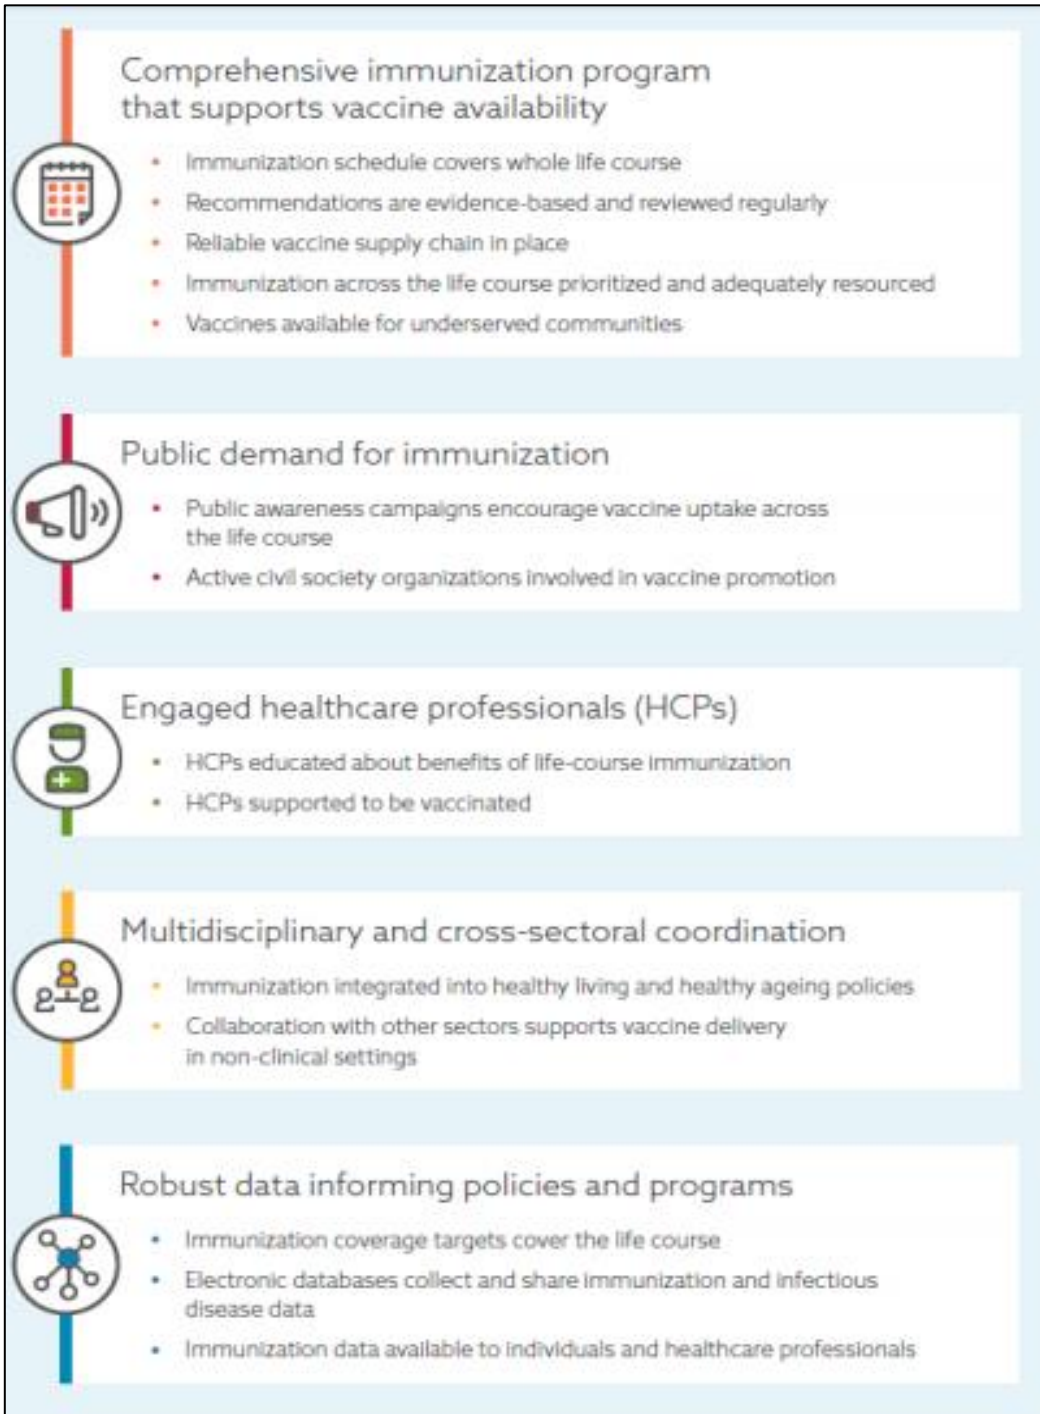 Comprehensive immunization program
that supports vaccine availability
• Immunization schedule covers whole life course
• Recommendations are evidence-based and reviewed regularly
• Reliable vaccine supply chain in place
• Immunization across the life course prioritized and adequately resourced
• Vaccines available for underserved communities
Public demand for immunization
• Public awareness campaigns encourage vaccine uptake across
the life course
• Active civil society organizations involved in vaccine promotion
Engaged healthcare professionals (HCPs)
• HCPs educated about benefits of life-course immunization
• HCPs supported to be vaccinated
Multidisciplinary and cross-sectoral coordination
• Immunization integrated into healthy living and healthy ageing policies
• Collaboration with other sectors supports vaccine delivery
in non-clinical settings
Robust data informing policies and programs
• Immunization coverage targets cover the life course
• Electronic databases collect and share immunization and infectious
disease data
• Immunization data available to individuals and healthcare professionals